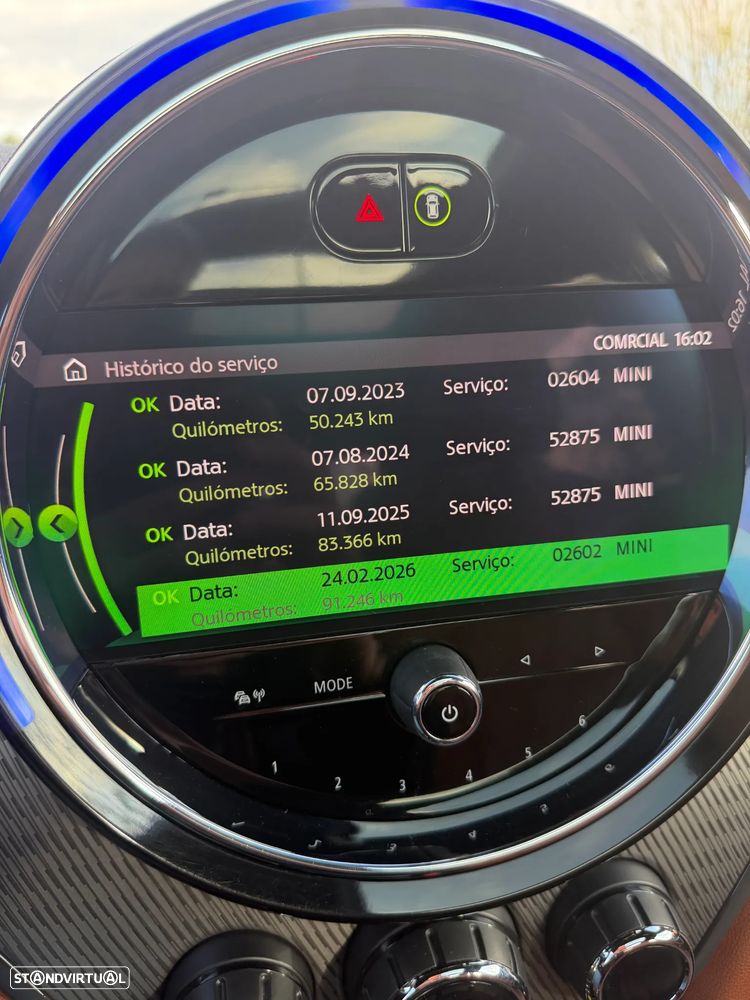 COMRCIAL 16:02
Histórico do serviço
OK Data: 07.09.2023 Serviço: 02604 MINI
Quilómetros: 50.243 km
OK Data: 07.08.2024 Serviço: 52875 MINI
Quilómetros: 65.828 km
OK Data: 11.09.2025 Serviço: 52875 MINI
Quilómetros: 83.366 km
OK Data: 24.02.2026 Serviço: 02602 MINI
Quilómetros: 91.246 km
MODE
1 2 3 4 5 6
STANDVIRTUAL